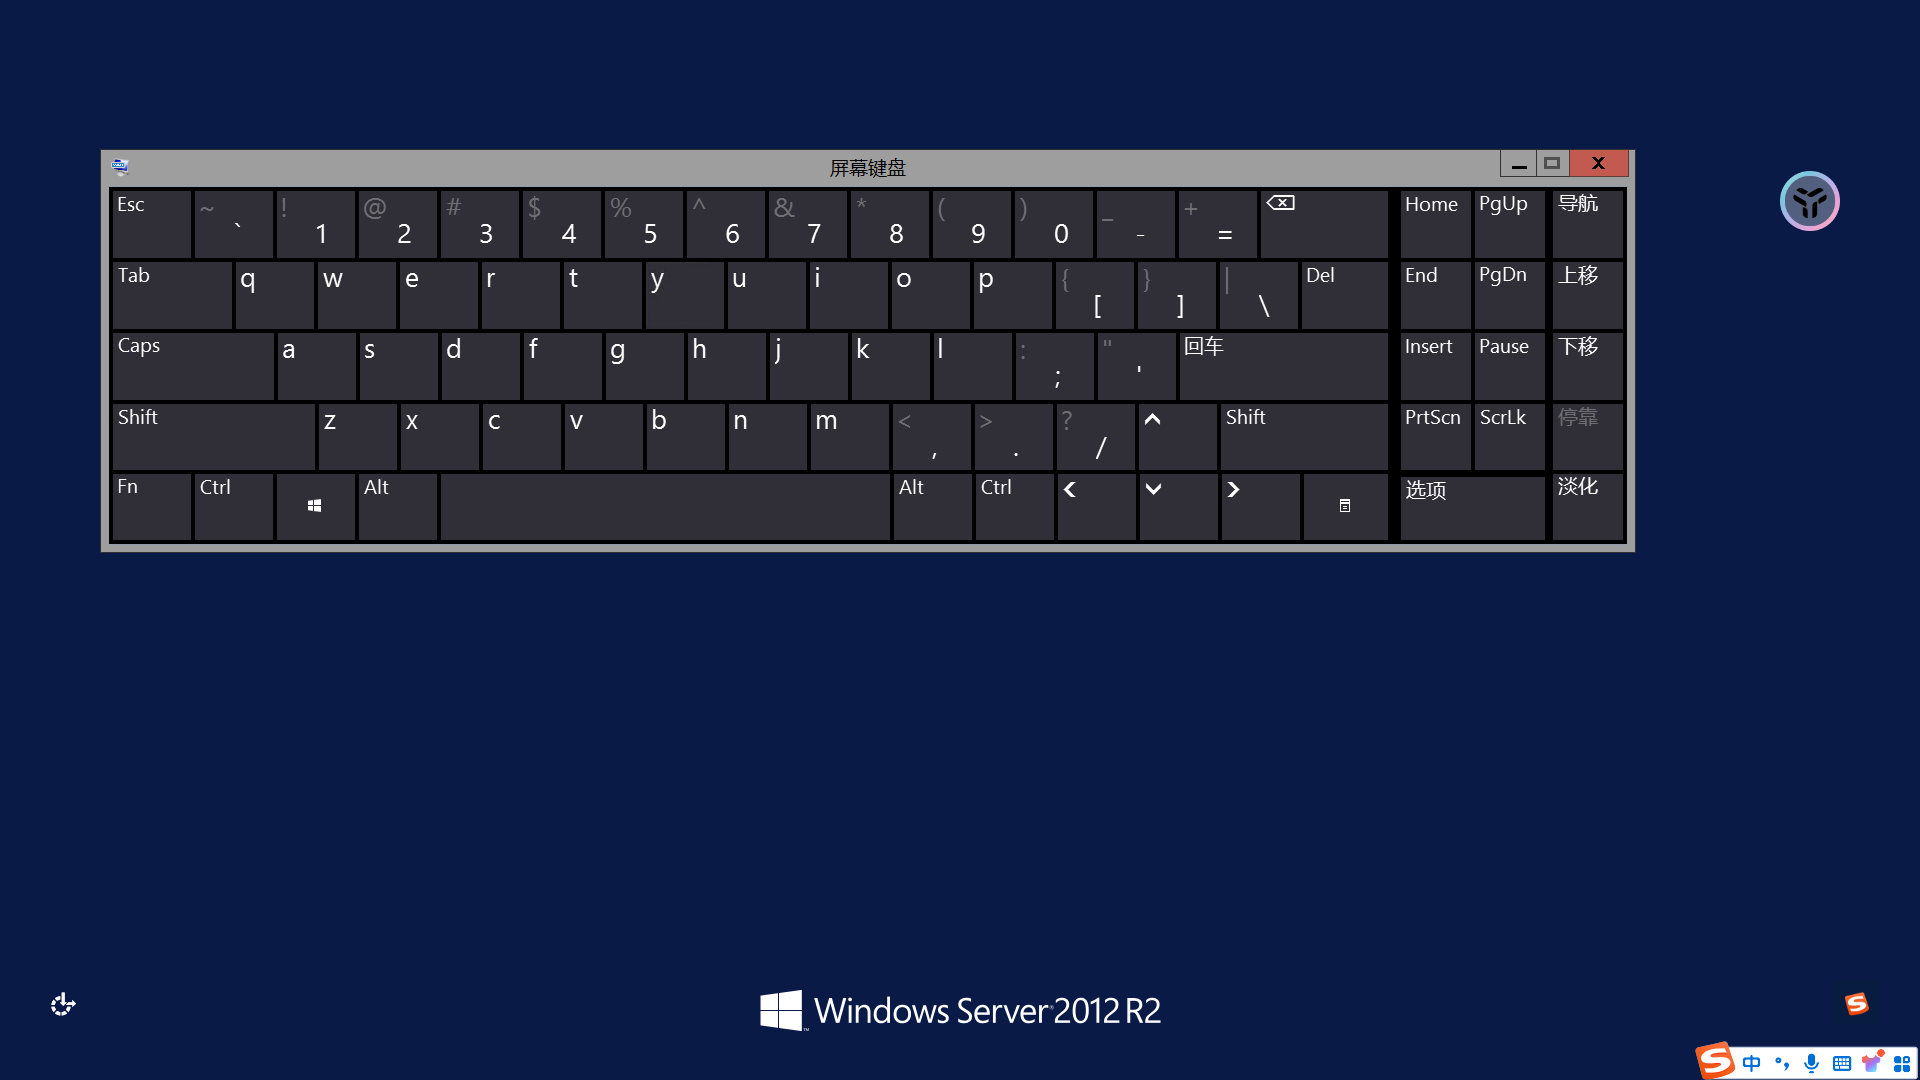 屏幕键盘
Esc ~ ` ! 1 @ 2 # 3 $ 4 % 5 ^ 6 & 7 * 8 ( 9 ) 0 _ - + = Home PgUp 导航
Tab q w e r t y u i o p { [ } ] | \ Del End PgDn 上移
Caps a s d f g h j k l : ; " ' 回车 Insert Pause 下移
Shift z x c v b n m < , > . ? / Shift PrtScn ScrLk 停靠
Fn Ctrl Alt Alt Ctrl 选项 淡化
Windows Server 2012 R2
中